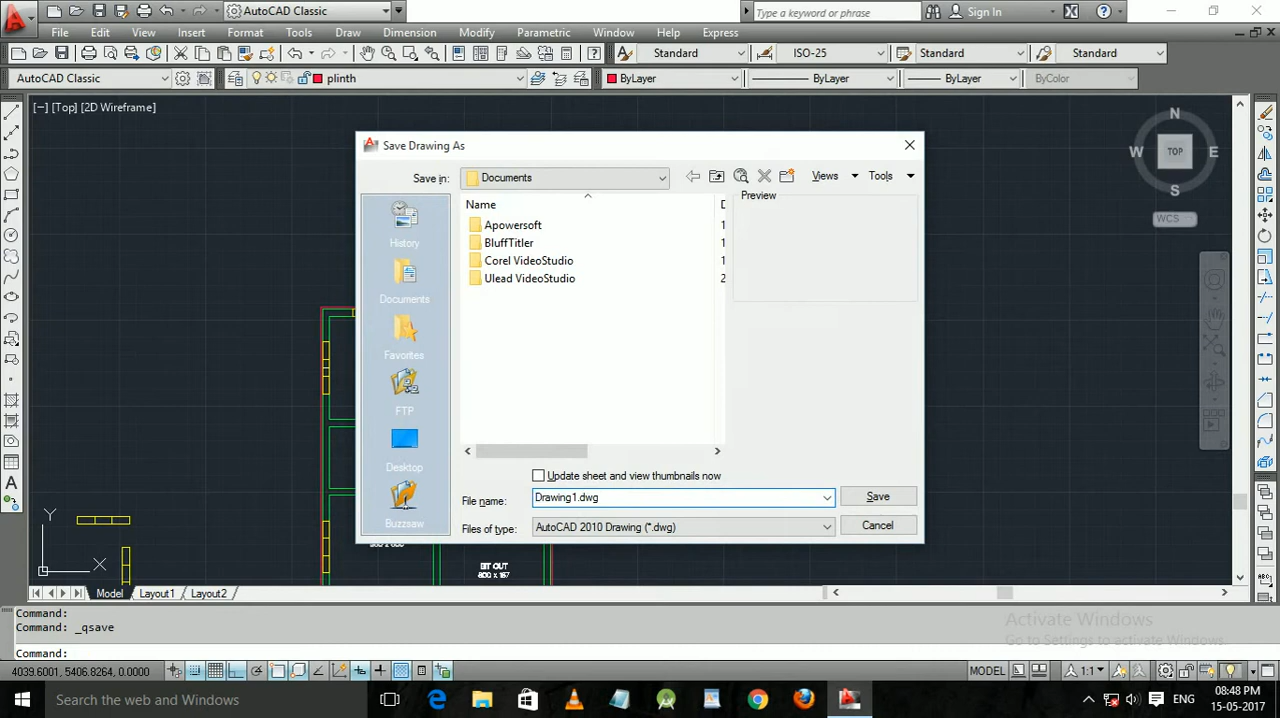 AutoCAD Classic
Type a keyword or phrase
Sign In
File Edit View Insert Format Tools Draw Dimension Modify Parametric Window Help Express
Standard ISO-25 Standard Standard
AutoCAD Classic plinth ByLayer ByLayer ByLayer ByColor
[−] [Top] [2D Wireframe]
N
W TOP E
S
WCS
Save Drawing As
Save in: Documents Views Tools
Name
Preview
Apowersoft
BluffTitler
Corel VideoStudio
Ulead VideoStudio
History
Documents
Favorites
FTP
Desktop
Buzzsaw
Update sheet and view thumbnails now
File name: Drawing1.dwg Save
Files of type: AutoCAD 2010 Drawing (*.dwg) Cancel
Y
X
Model Layout1 Layout2
Command:
Command: _qsave
Command:
Activate Windows
Go to Settings to activate Windows.
4039.6001, 5406.8264, 0.0000 MODEL 1:1
Search the web and Windows
ENG
08:48 PM
15-05-2017